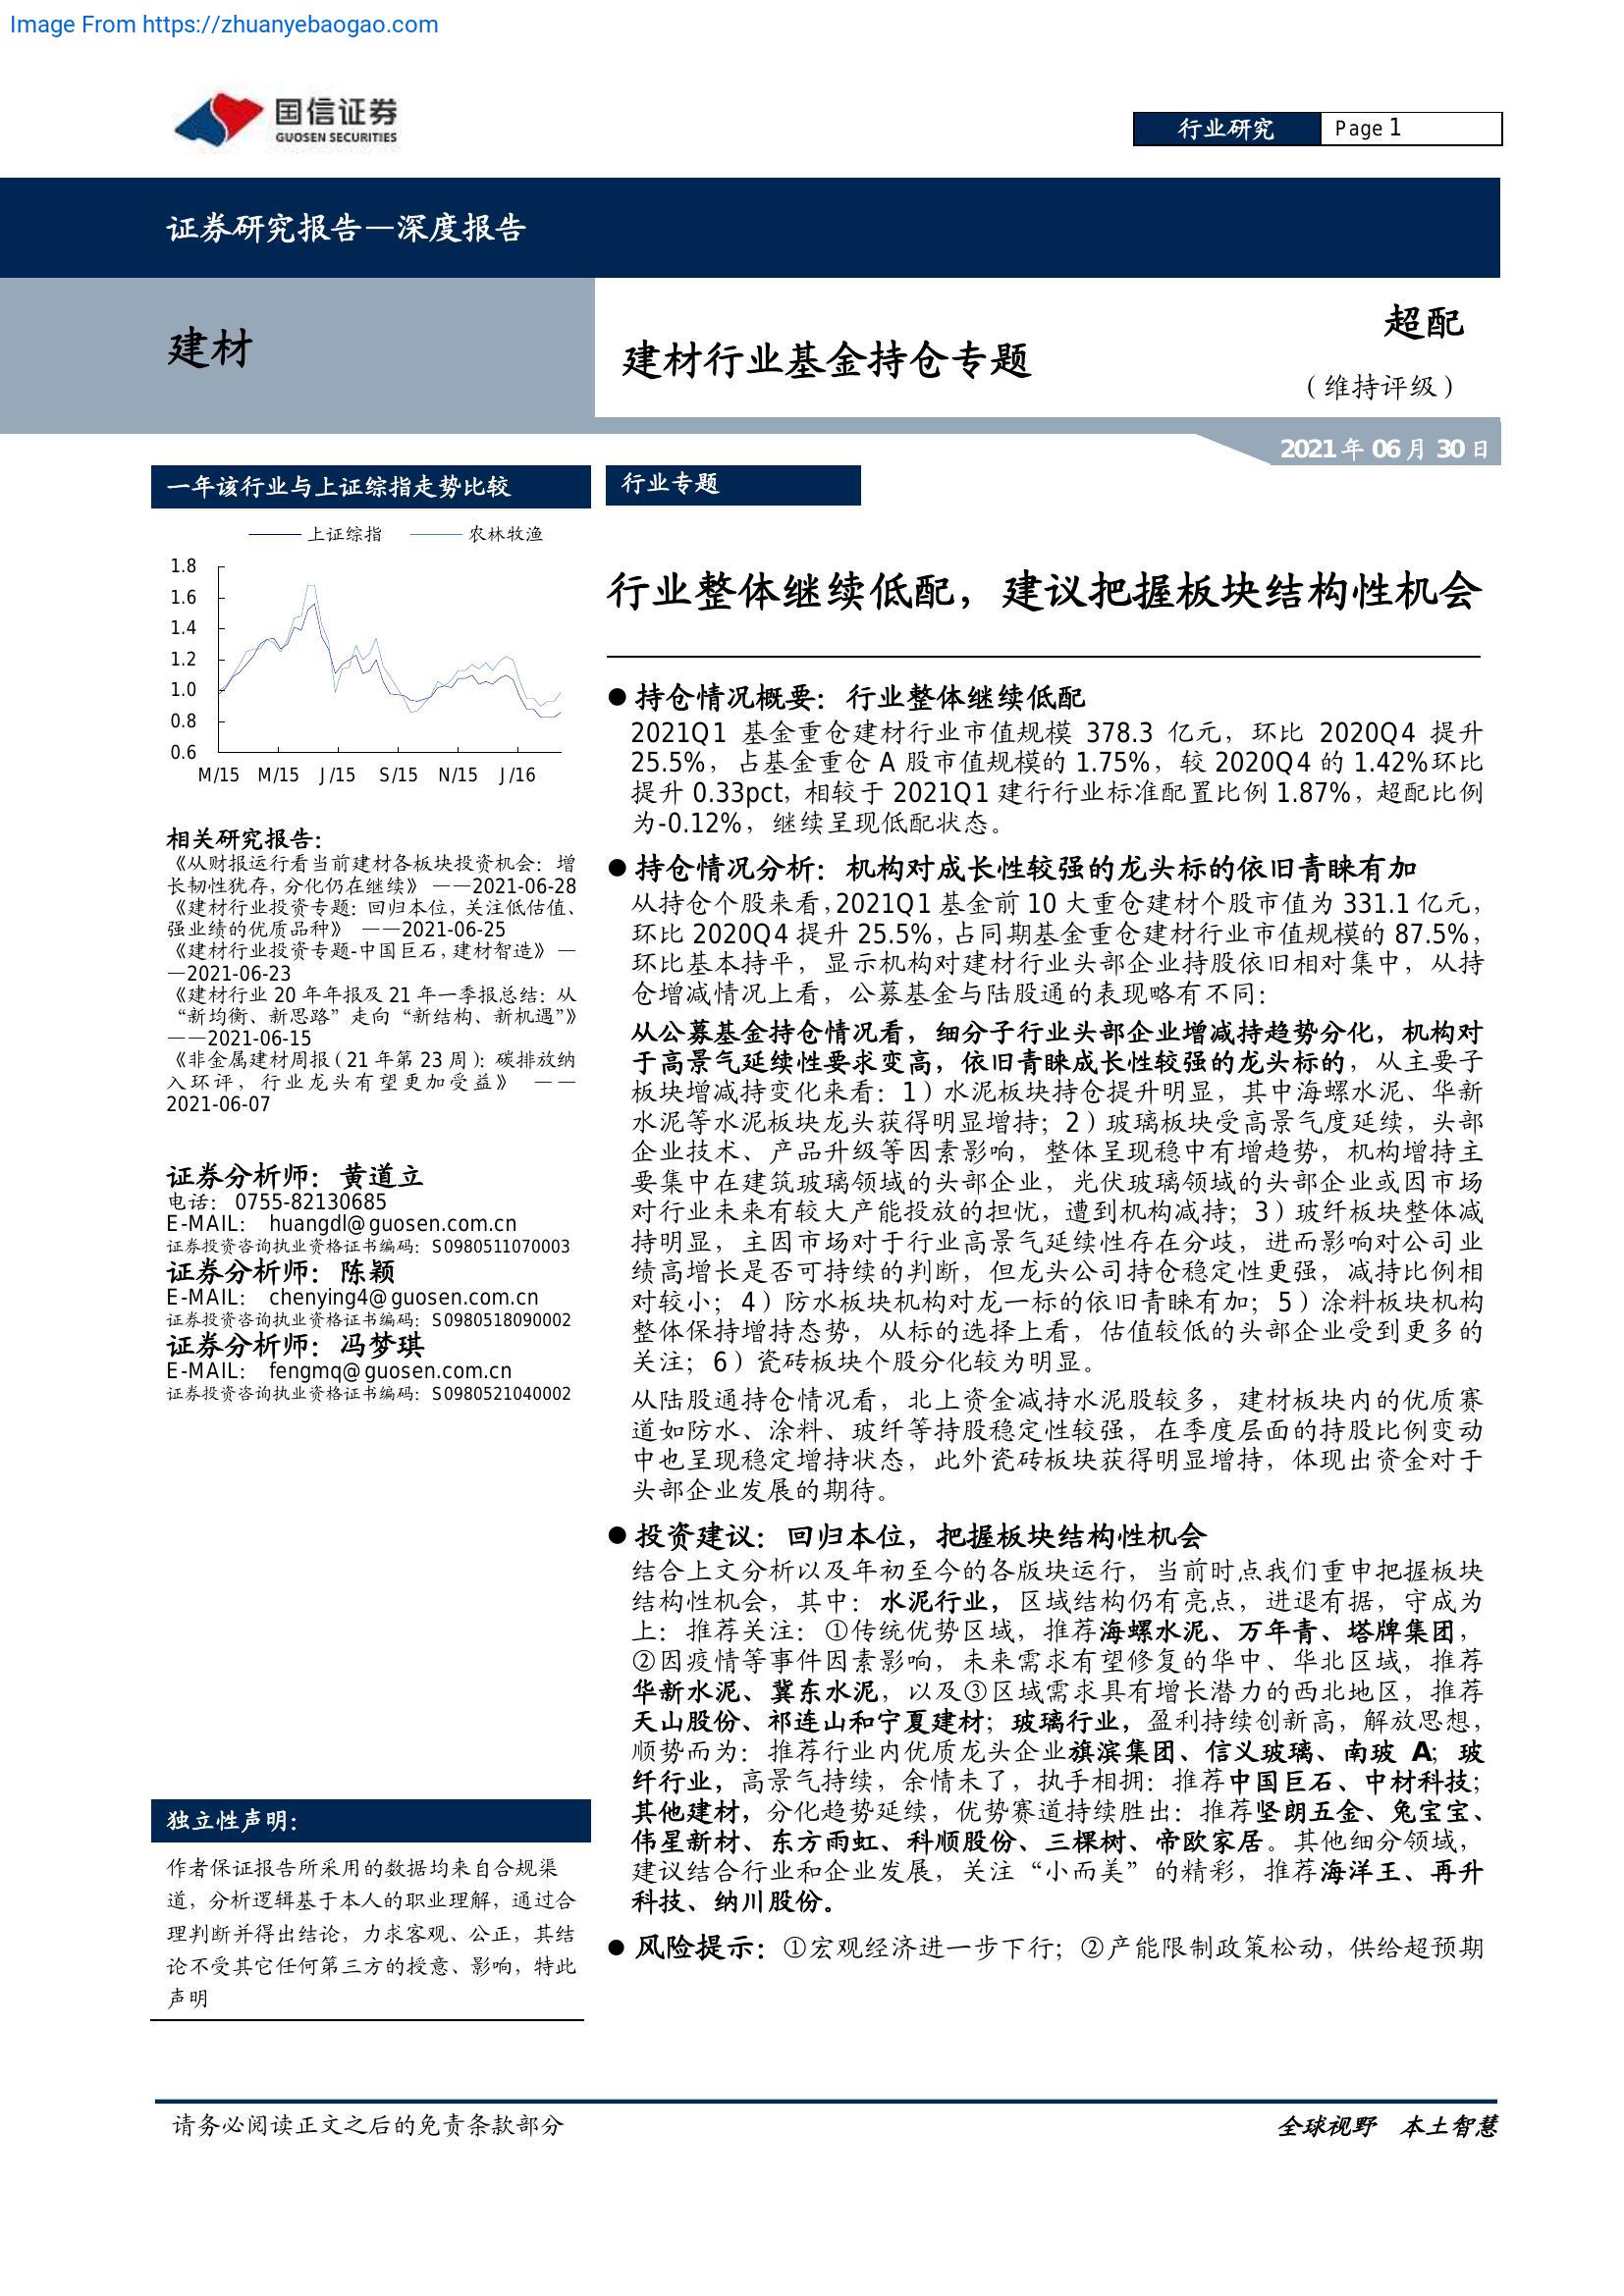 Image From https://zhuanyebaogao.com
国信证券
GUOSEN SECURITIES
行业研究
Page 1
证券研究报告—深度报告
建材
建材行业基金持仓专题
超配
（维持评级）
2021 年 06 月 30 日
一年该行业与上证综指走势比较
上证综指 农林牧渔
1.8
1.6
1.4
1.2
1.0
0.8
0.6
M/15 M/15 J/15 S/15 N/15 J/16
相关研究报告：
《从财报运行看当前建材各板块投资机会：增
长韧性犹存，分化仍在继续》 ——2021-06-28
《建材行业投资专题：回归本位，关注低估值、
强业绩的优质品种》 ——2021-06-25
《建材行业投资专题-中国巨石，建材智造》 —
—2021-06-23
《建材行业 20 年年报及 21 年一季报总结：从
“新均衡、新思路”走向“新结构、新机遇”》
——2021-06-15
《非金属建材周报（21 年第 23 周）：碳排放纳
入环评，行业龙头有望更加受益》 ——
2021-06-07
证券分析师：黄道立
电话： 0755-82130685
E-MAIL： huangdl@guosen.com.cn
证券投资咨询执业资格证书编码：S0980511070003
证券分析师：陈颖
E-MAIL： chenying4@guosen.com.cn
证券投资咨询执业资格证书编码：S0980518090002
证券分析师：冯梦琪
E-MAIL： fengmq@guosen.com.cn
证券投资咨询执业资格证书编码：S0980521040002
独立性声明：
作者保证报告所采用的数据均来自合规渠
道，分析逻辑基于本人的职业理解，通过合
理判断并得出结论，力求客观、公正，其结
论不受其它任何第三方的授意、影响，特此
声明
行业专题
行业整体继续低配，建议把握板块结构性机会
● 持仓情况概要：行业整体继续低配
2021Q1 基金重仓建材行业市值规模 378.3 亿元，环比 2020Q4 提升
25.5%，占基金重仓 A 股市值规模的 1.75%，较 2020Q4 的 1.42%环比
提升 0.33pct，相较于 2021Q1 建行行业标准配置比例 1.87%，超配比例
为-0.12%，继续呈现低配状态。
● 持仓情况分析：机构对成长性较强的龙头标的依旧青睐有加
从持仓个股来看，2021Q1 基金前 10 大重仓建材个股市值为 331.1 亿元，
环比 2020Q4 提升 25.5%，占同期基金重仓建材行业市值规模的 87.5%，
环比基本持平，显示机构对建材行业头部企业持股依旧相对集中，从持
仓增减情况上看，公募基金与陆股通的表现略有不同：
从公募基金持仓情况看，细分子行业头部企业增减持趋势分化，机构对
于高景气延续性要求变高，依旧青睐成长性较强的龙头标的，从主要子
板块增减持变化来看：1）水泥板块持仓提升明显，其中海螺水泥、华新
水泥等水泥板块龙头获得明显增持；2）玻璃板块受高景气度延续，头部
企业技术、产品升级等因素影响，整体呈现稳中有增趋势，机构增持主
要集中在建筑玻璃领域的头部企业，光伏玻璃领域的头部企业或因市场
对行业未来有较大产能投放的担忧，遭到机构减持；3）玻纤板块整体减
持明显，主因市场对于行业高景气延续性存在分歧，进而影响对公司业
绩高增长是否可持续的判断，但龙头公司持仓稳定性更强，减持比例相
对较小；4）防水板块机构对龙一标的依旧青睐有加；5）涂料板块机构
整体保持增持态势，从标的选择上看，估值较低的头部企业受到更多的
关注；6）瓷砖板块个股分化较为明显。
从陆股通持仓情况看，北上资金减持水泥股较多，建材板块内的优质赛
道如防水、涂料、玻纤等持股稳定性较强，在季度层面的持股比例变动
中也呈现稳定增持状态，此外瓷砖板块获得明显增持，体现出资金对于
头部企业发展的期待。
● 投资建议：回归本位，把握板块结构性机会
结合上文分析以及年初至今的各版块运行，当前时点我们重申把握板块
结构性机会，其中：水泥行业，区域结构仍有亮点，进退有据，守成为
上：推荐关注：①传统优势区域，推荐海螺水泥、万年青、塔牌集团，
②因疫情等事件因素影响，未来需求有望修复的华中、华北区域，推荐
华新水泥、冀东水泥，以及③区域需求具有增长潜力的西北地区，推荐
天山股份、祁连山和宁夏建材；玻璃行业，盈利持续创新高，解放思想，
顺势而为：推荐行业内优质龙头企业旗滨集团、信义玻璃、南玻 A；玻
纤行业，高景气持续，余情未了，执手相拥：推荐中国巨石、中材科技；
其他建材，分化趋势延续，优势赛道持续胜出：推荐坚朗五金、兔宝宝、
伟星新材、东方雨虹、科顺股份、三棵树、帝欧家居。其他细分领域，
建议结合行业和企业发展，关注“小而美”的精彩，推荐海洋王、再升
科技、纳川股份。
● 风险提示：①宏观经济进一步下行；②产能限制政策松动，供给超预期
请务必阅读正文之后的免责条款部分
全球视野 本土智慧